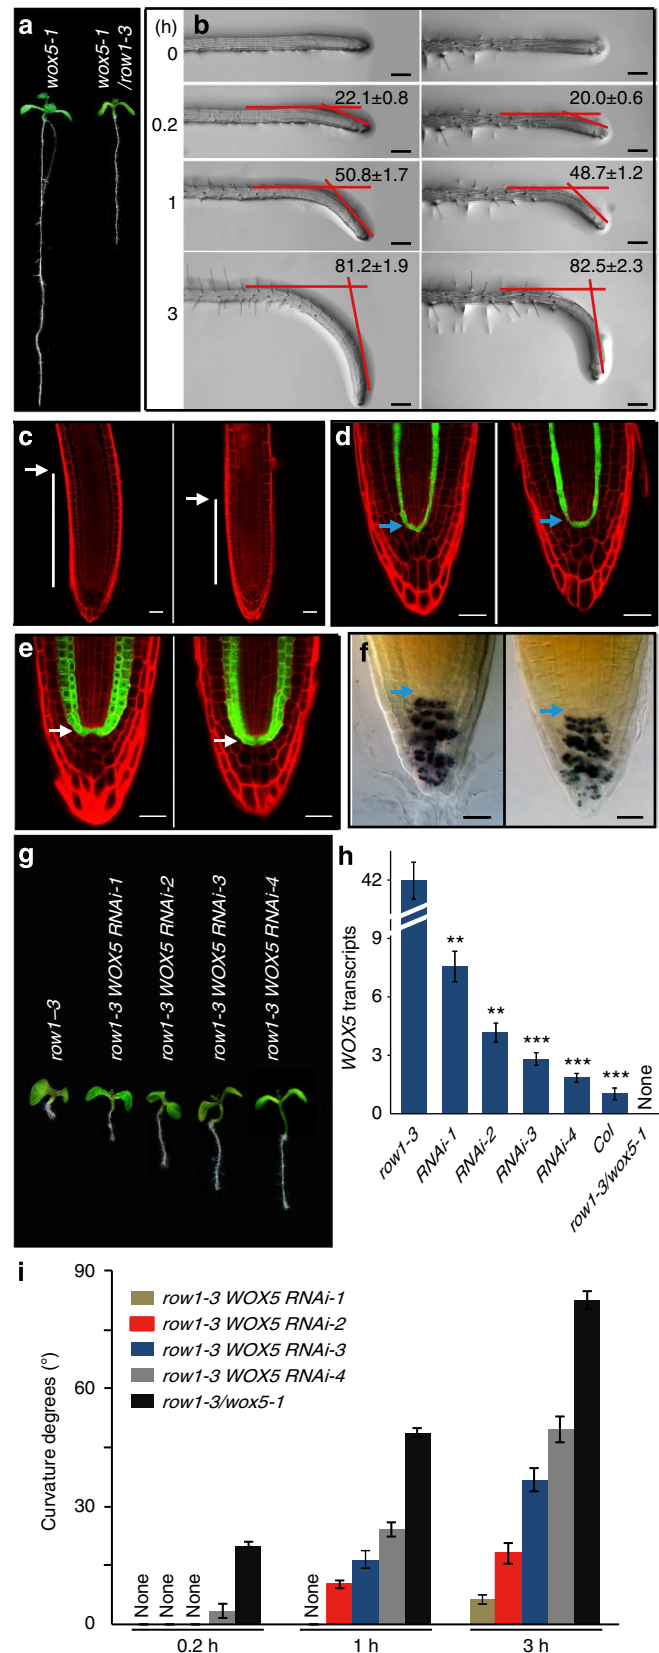 a
wox5-1
wox5-1
/row1-3
(h)
b
0
0.2
22.1±0.8
20.0±0.6
1
50.8±1.7
48.7±1.2
3
81.2±1.9
82.5±2.3
c
d
e
f
g
row1–3
row1-3 WOX5 RNAi-1
row1-3 WOX5 RNAi-2
row1-3 WOX5 RNAi-3
row1-3 WOX5 RNAi-4
h
WOX5 transcripts
42
9
6
3
0
**
**
***
***
***
None
row1-3
RNAi-1
RNAi-2
RNAi-3
RNAi-4
Col
row1-3/wox5-1
i
Curvature degrees (°)
90
60
30
0
row1-3 WOX5 RNAi-1
row1-3 WOX5 RNAi-2
row1-3 WOX5 RNAi-3
row1-3 WOX5 RNAi-4
row1-3/wox5-1
None
None
None
None
0.2 h
1 h
3 h